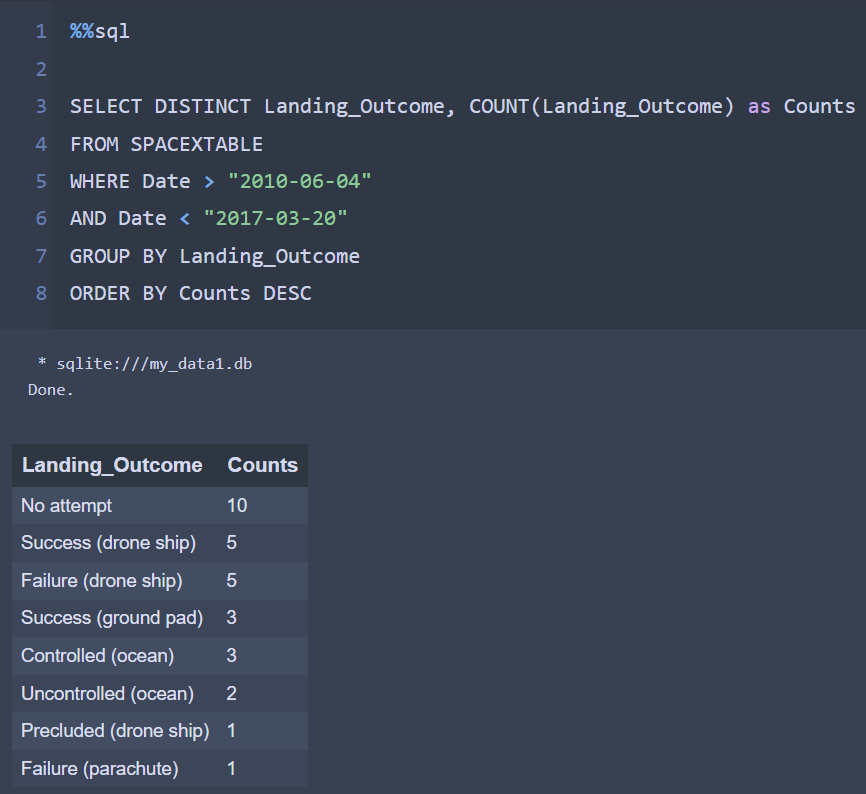 1 %%sql
2
3 SELECT DISTINCT Landing_Outcome, COUNT(Landing_Outcome) as Counts
4 FROM SPACEXTABLE
5 WHERE Date > "2010-06-04"
6 AND Date < "2017-03-20"
7 GROUP BY Landing_Outcome
8 ORDER BY Counts DESC
* sqlite:///my_data1.db
Done.
Landing_Outcome Counts
No attempt 10
Success (drone ship) 5
Failure (drone ship) 5
Success (ground pad) 3
Controlled (ocean) 3
Uncontrolled (ocean) 2
Precluded (drone ship) 1
Failure (parachute) 1